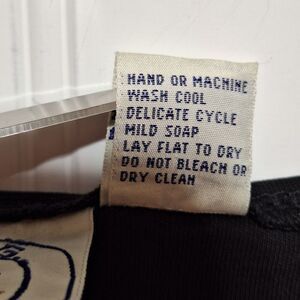 HAND OR MACHINE
WASH COOL
DELICATE CYCLE
MILD SOAP
LAY FLAT TO DRY
DO NOT BLEACH OR
DRY CLEAN